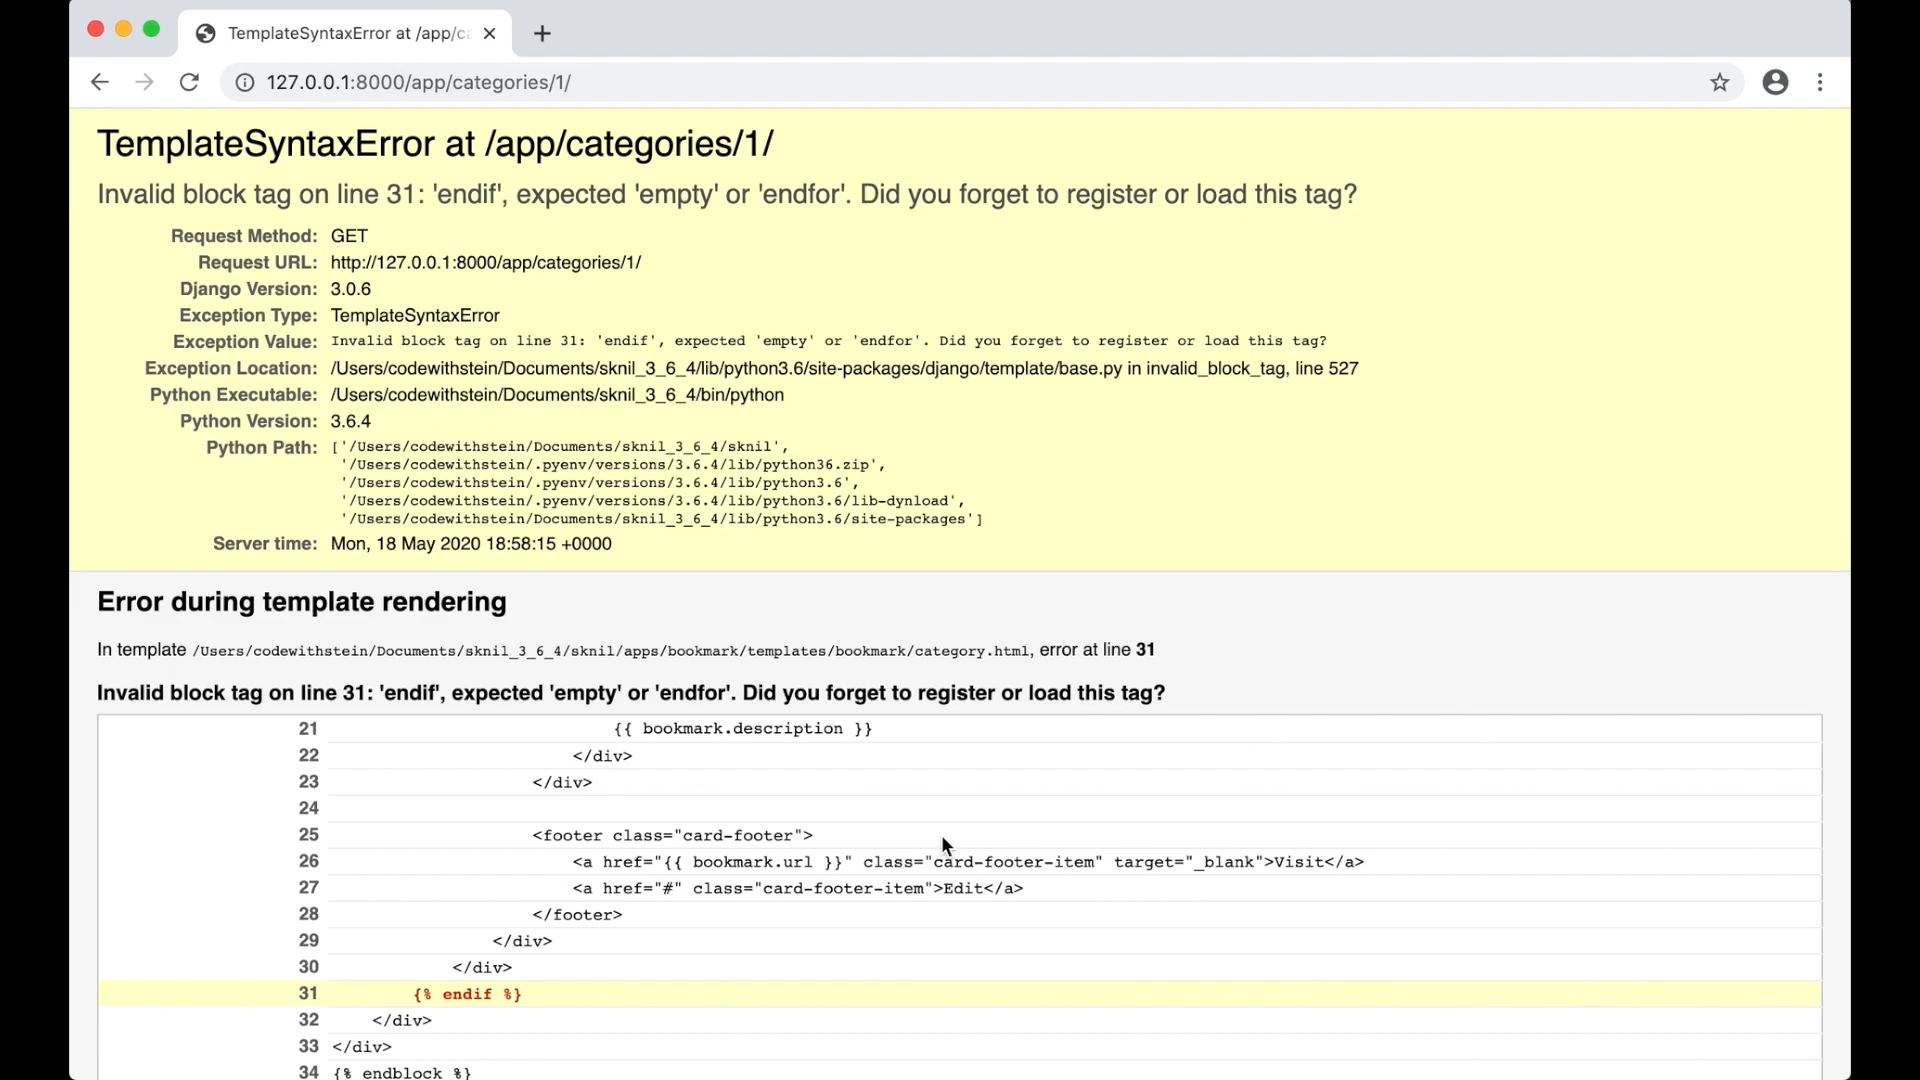 TemplateSyntaxError at /app/ca
127.0.0.1:8000/app/categories/1/
TemplateSyntaxError at /app/categories/1/
Invalid block tag on line 31: 'endif', expected 'empty' or 'endfor'. Did you forget to register or load this tag?
Request Method: GET
Request URL: http://127.0.0.1:8000/app/categories/1/
Django Version: 3.0.6
Exception Type: TemplateSyntaxError
Exception Value: Invalid block tag on line 31: 'endif', expected 'empty' or 'endfor'. Did you forget to register or load this tag?
Exception Location: /Users/codewithstein/Documents/sknil_3_6_4/lib/python3.6/site-packages/django/template/base.py in invalid_block_tag, line 527
Python Executable: /Users/codewithstein/Documents/sknil_3_6_4/bin/python
Python Version: 3.6.4
Python Path: ['/Users/codewithstein/Documents/sknil_3_6_4/sknil',
'/Users/codewithstein/.pyenv/versions/3.6.4/lib/python36.zip',
'/Users/codewithstein/.pyenv/versions/3.6.4/lib/python3.6',
'/Users/codewithstein/.pyenv/versions/3.6.4/lib/python3.6/lib-dynload',
'/Users/codewithstein/Documents/sknil_3_6_4/lib/python3.6/site-packages']
Server time: Mon, 18 May 2020 18:58:15 +0000
Error during template rendering
In template /Users/codewithstein/Documents/sknil_3_6_4/sknil/apps/bookmark/templates/bookmark/category.html, error at line 31
Invalid block tag on line 31: 'endif', expected 'empty' or 'endfor'. Did you forget to register or load this tag?
21 {{ bookmark.description }}
22 </div>
23 </div>
24
25 <footer class="card-footer">
26 <a href="{{ bookmark.url }}" class="card-footer-item" target="_blank">Visit</a>
27 <a href="#" class="card-footer-item">Edit</a>
28 </footer>
29 </div>
30 </div>
31 {% endif %}
32 </div>
33 </div>
34 {% endblock %}